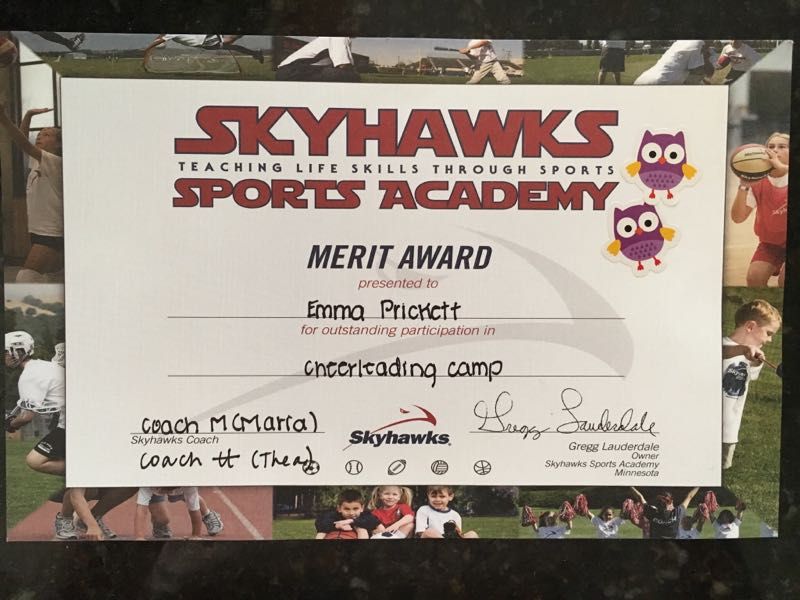 SKYHAWKS
TEACHING LIFE SKILLS THROUGH SPORTS
SPORTS ACADEMY
MERIT AWARD
presented to
Emma Prickett
for outstanding participation in
cheerleading camp
coach M (Maria)
Skyhawks Coach
coach tt (Thea)
Skyhawks
Gregg Lauderdale
Gregg Lauderdale
Owner
Skyhawks Sports Academy
Minnesota